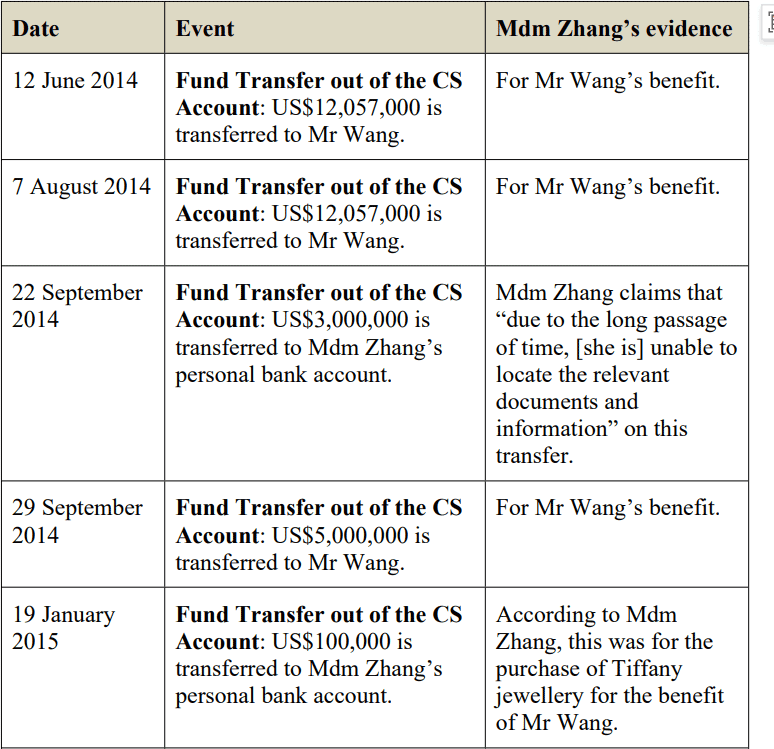 Date Event Mdm Zhang’s evidence
12 June 2014
Fund Transfer out of the CS
Account: US$12,057,000 is
transferred to Mr Wang.
For Mr Wang’s benefit.
7 August 2014
Fund Transfer out of the CS
Account: US$12,057,000 is
transferred to Mr Wang.
For Mr Wang’s benefit.
22 September
2014
Fund Transfer out of the CS
Account: US$3,000,000 is
transferred to Mdm Zhang’s
personal bank account.
Mdm Zhang claims that
“due to the long passage
of time, [she is] unable to
locate the relevant
documents and
information” on this
transfer.
29 September
2014
Fund Transfer out of the CS
Account: US$5,000,000 is
transferred to Mr Wang.
For Mr Wang’s benefit.
19 January
2015
Fund Transfer out of the CS
Account: US$100,000 is
transferred to Mdm Zhang’s
personal bank account.
According to Mdm
Zhang, this was for the
purchase of Tiffany
jewellery for the benefit
of Mr Wang.